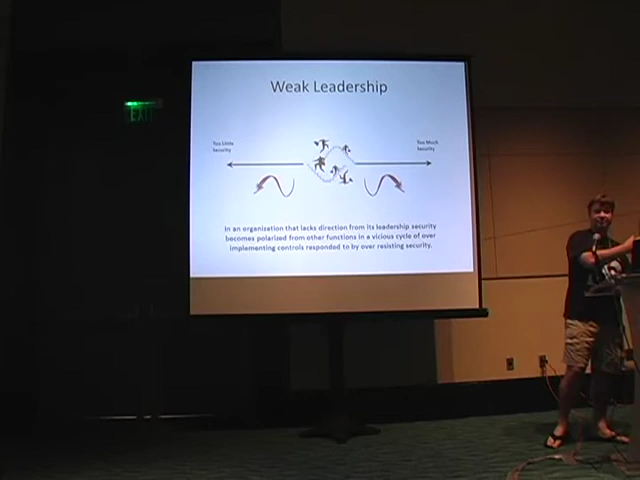 EXIT
Weak Leadership
Too Little
Security
Too Much
Security
In an organization that lacks direction from its leadership security
becomes polarized from other functions in a vicious cycle of over
implementing controls responded to by over resisting security.